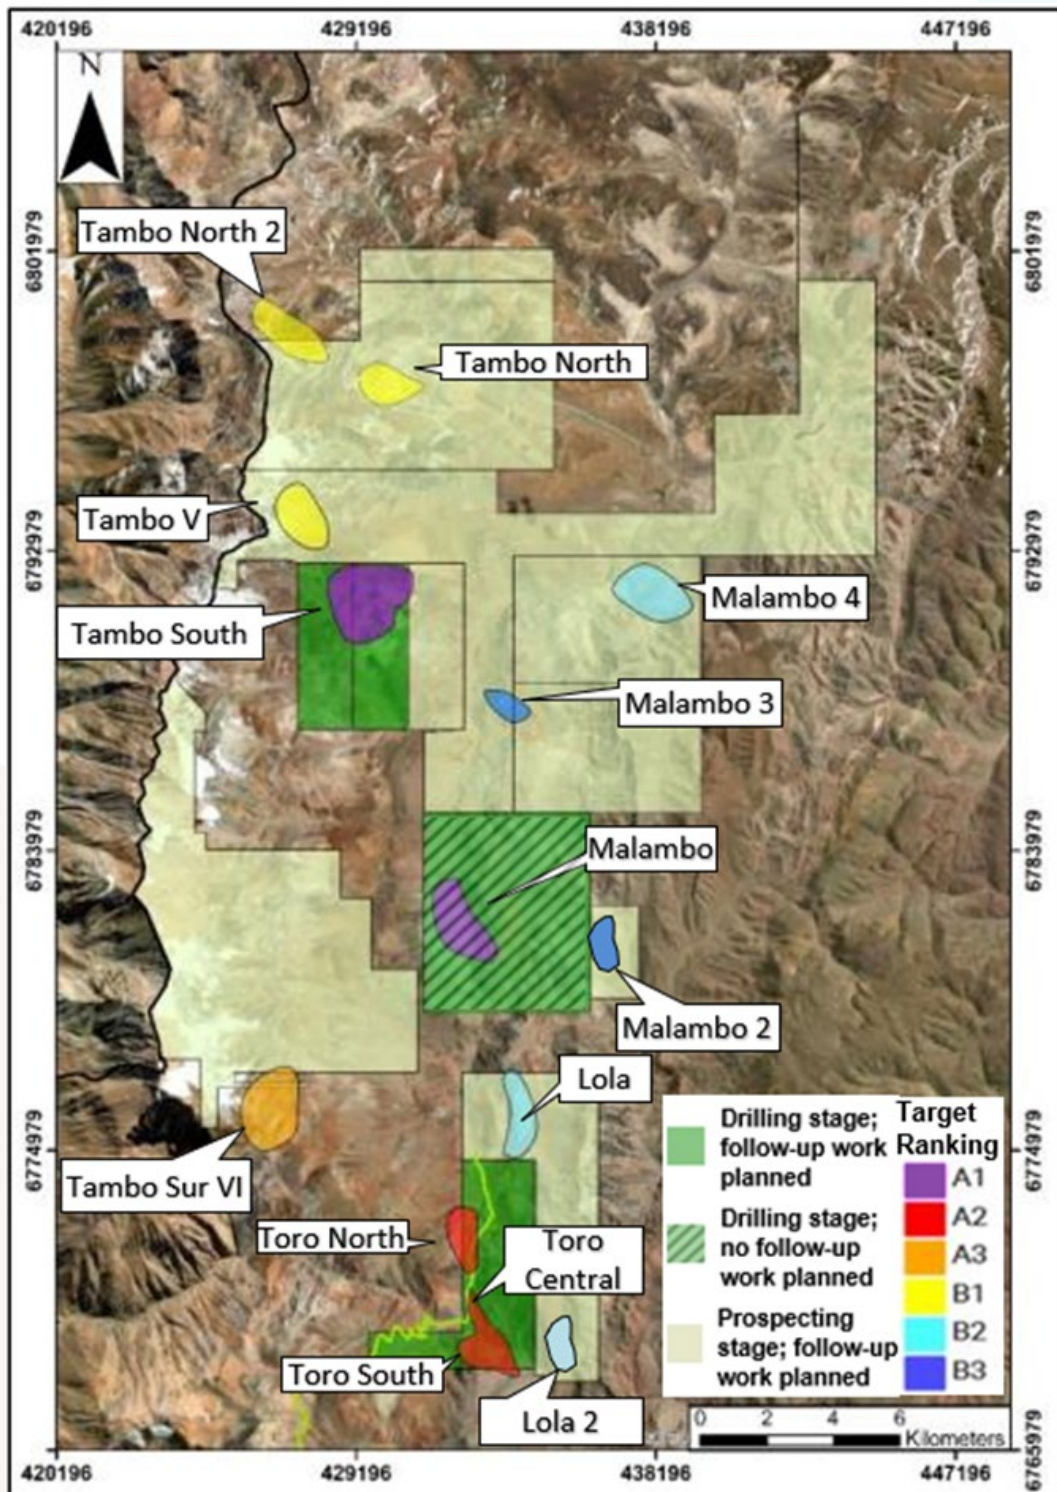 420196 429196 438196 447196
N
Tambo North 2
6801979 6801979
Tambo North
Tambo V
6792979 6792979
Malambo 4
Tambo South
Malambo 3
Malambo
6783979 6783979
Malambo 2
Lola
Tambo Sur VI
6774979
Toro North
Toro
Central
Toro South
Lola 2
Drilling stage;
follow-up work
planned
Drilling stage;
no follow-up
work planned
Prospecting
stage; follow-up
work planned
Target
Ranking
A1
A2
A3
B1
B2
B3
0 2 4 6
Kilometers
6765979
420196 429196 438196 447196